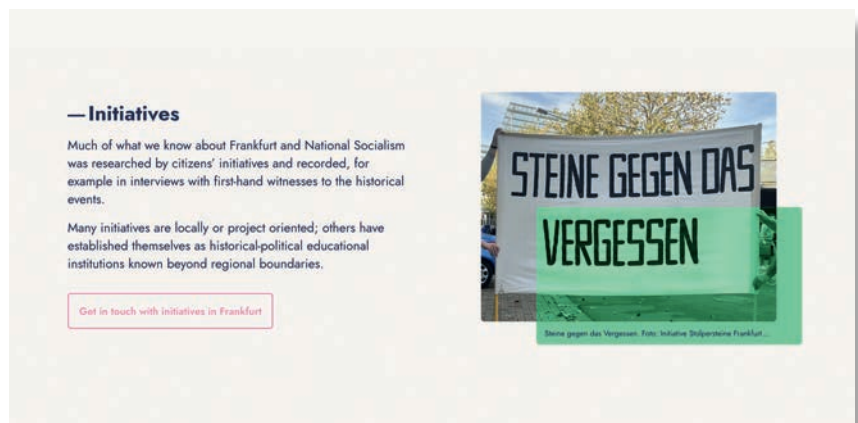 — Initiatives
Much of what we know about Frankfurt and National Socialism
was researched by citizens’ initiatives and recorded, for
example in interviews with first-hand witnesses to the historical
events.
Many initiatives are locally or project oriented; others have
established themselves as historical-political educational
institutions known beyond regional boundaries.
Get in touch with initiatives in Frankfurt
STEINE GEGEN DAS
VERGESSEN
Steine gegen das Vergessen. Foto: Initiative Stolpersteine Frankfurt ...